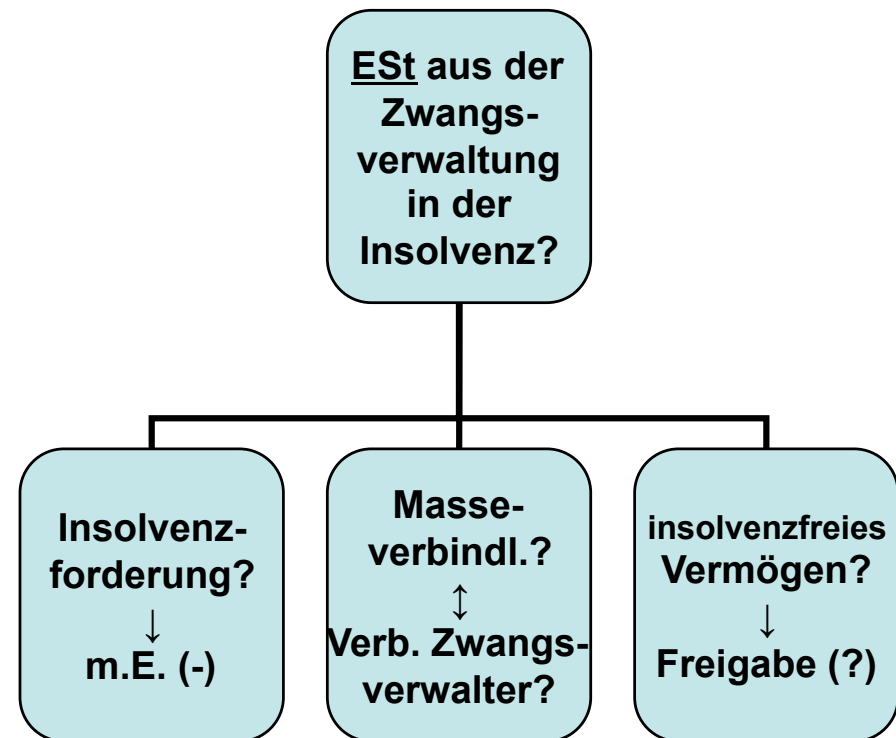 ESt aus der
Zwangs-
verwaltung
in der
Insolvenz?
Insolvenz-
forderung?
↓
m.E. (-)
Masse-
verbindl.?
↕
Verb. Zwangs-
verwalter?
insolvenzfreies
Vermögen?
↓
Freigabe (?)